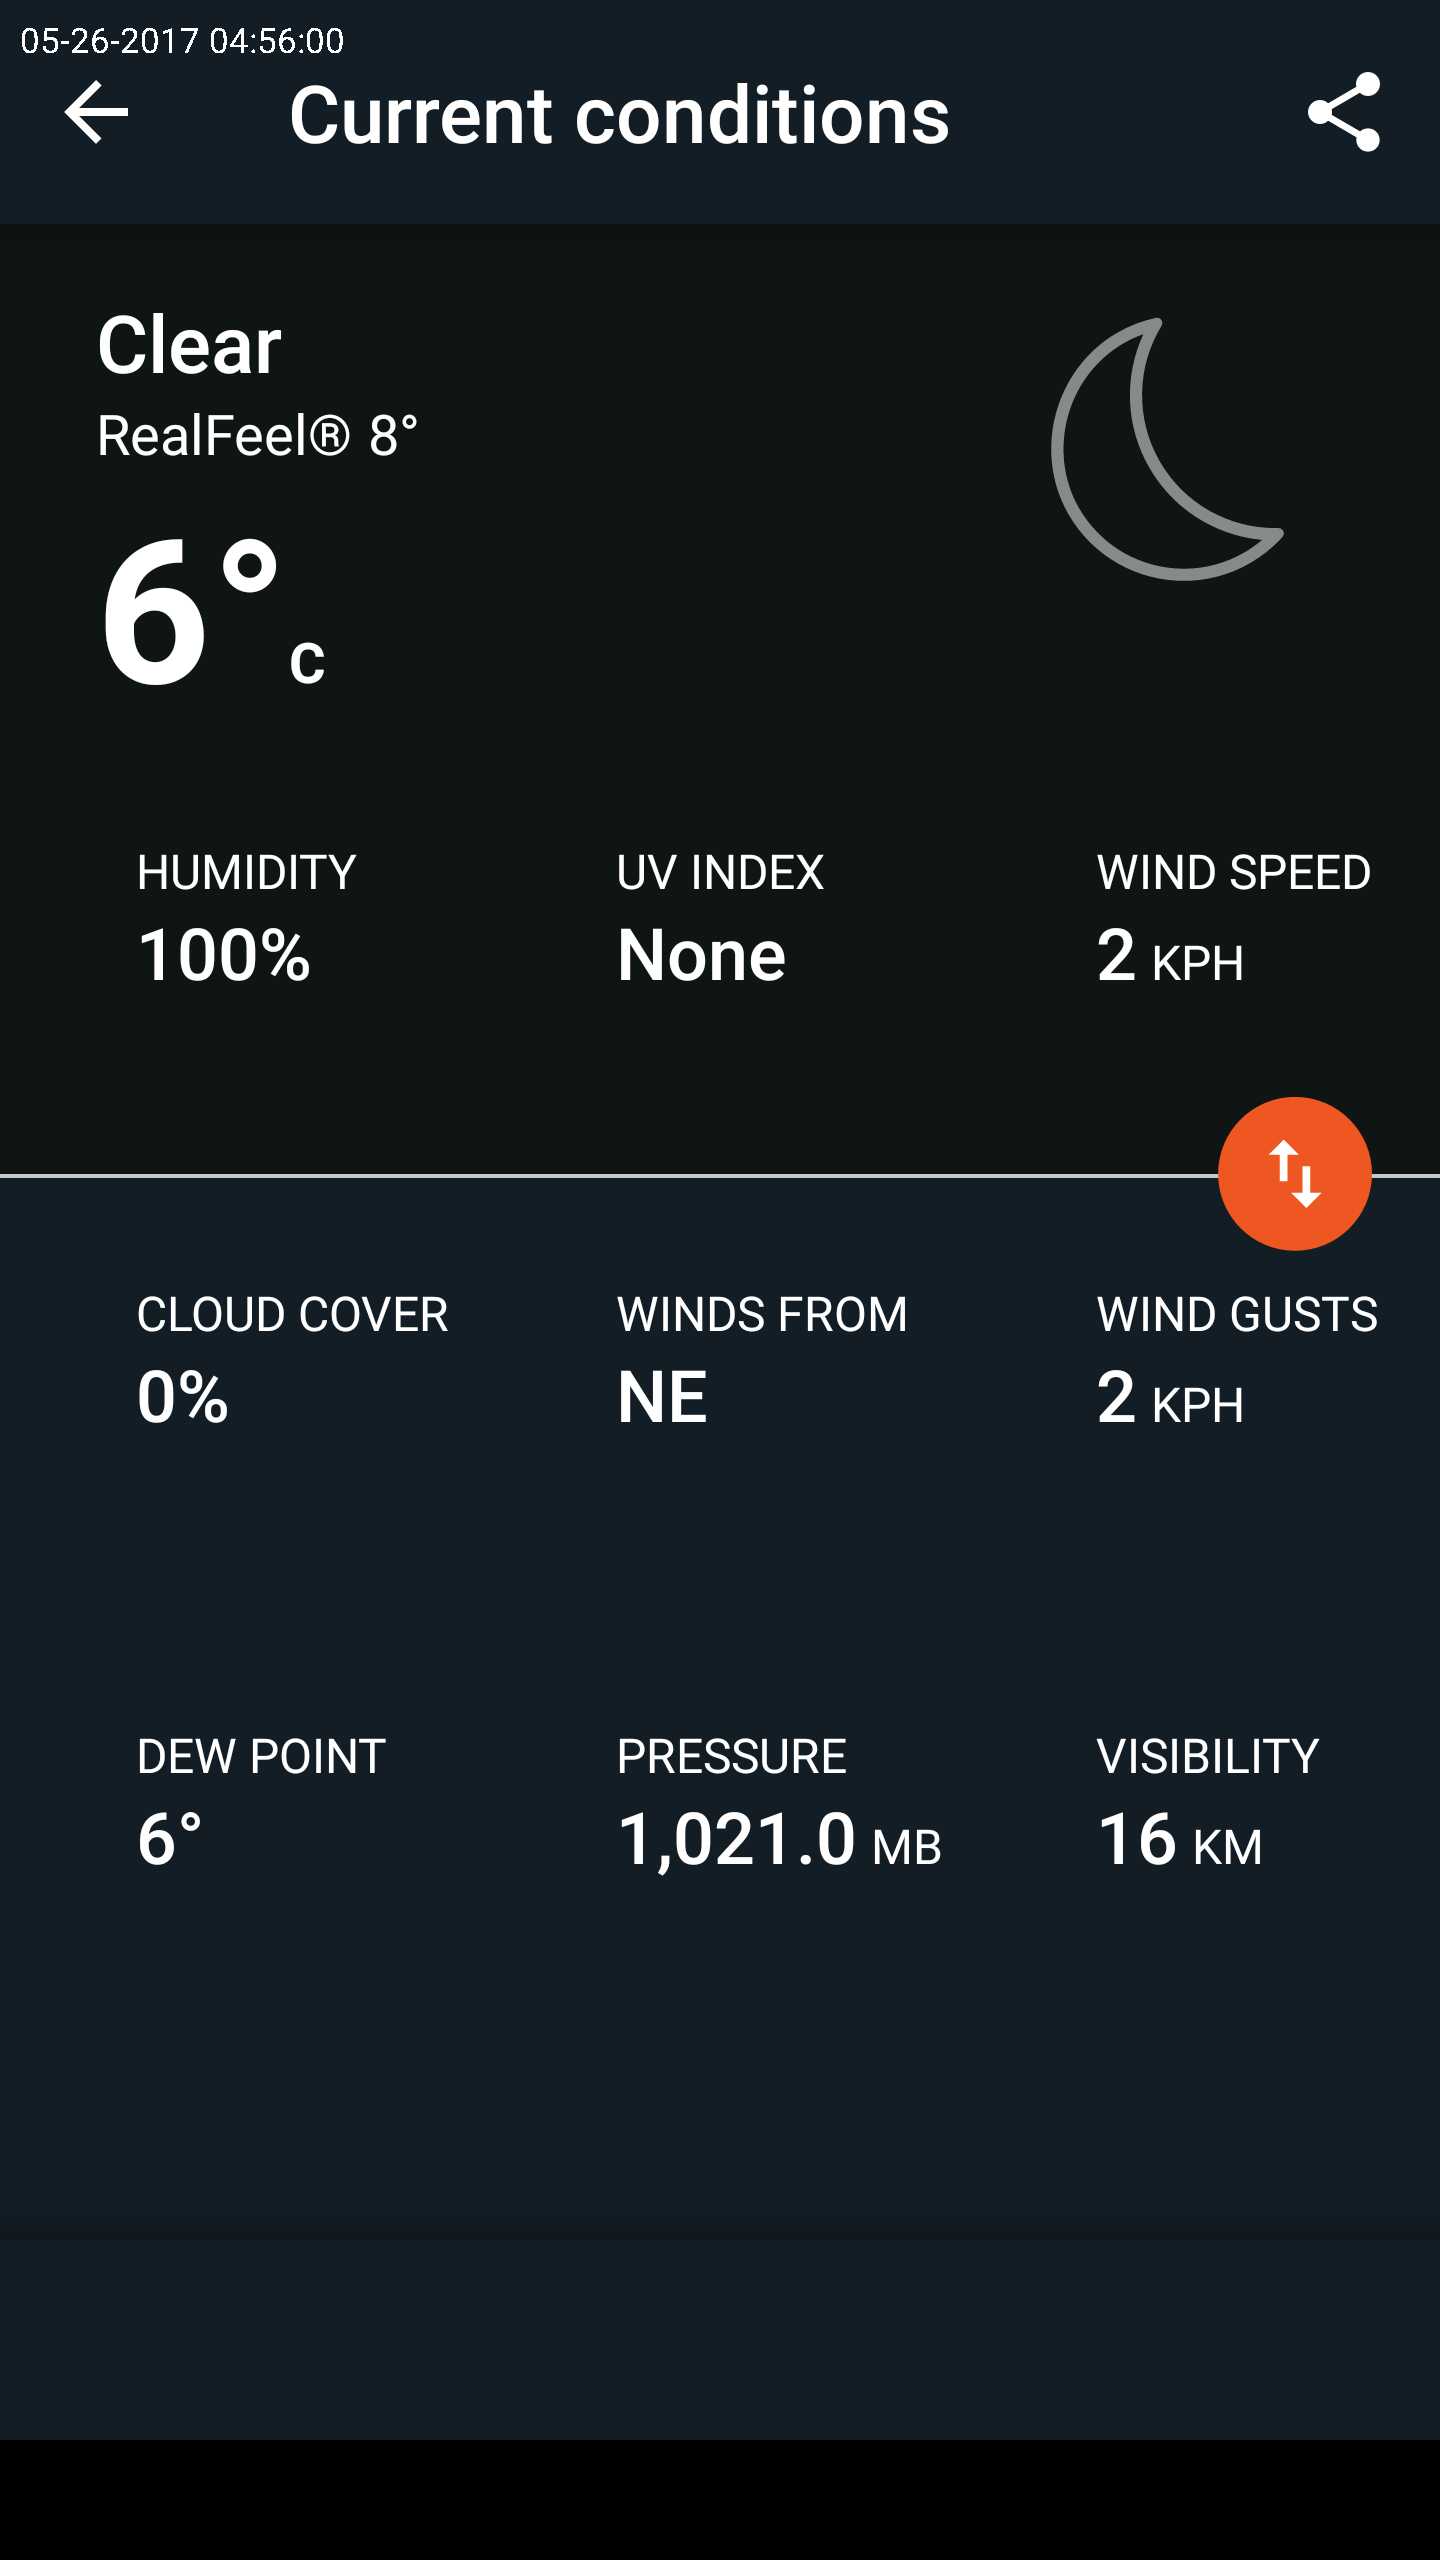 05-26-2017 04:56:00
Current conditions
Clear
RealFeel® 8°
6° C
HUMIDITY UV INDEX WIND SPEED
100% None 2 KPH
CLOUD COVER WINDS FROM WIND GUSTS
0% NE 2 KPH
DEW POINT PRESSURE VISIBILITY
6° 1,021.0 MB 16 KM